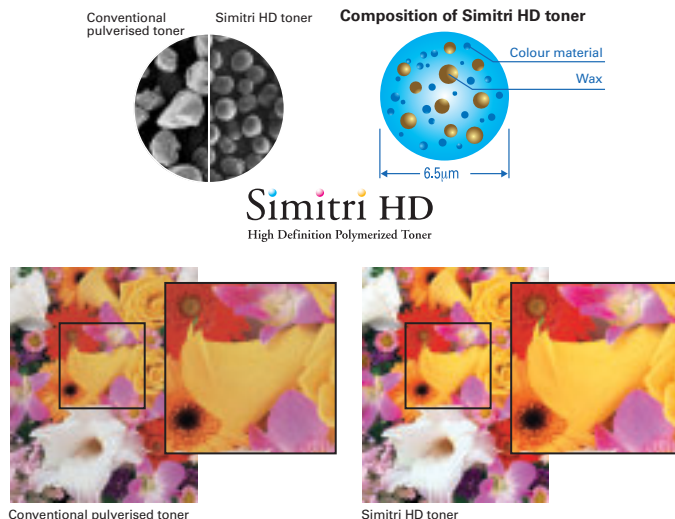 Conventional
pulverised toner
Simitri HD toner
Composition of Simitri HD toner
Colour material
Wax
6.5μm
Simitri HD
High Definition Polymerized Toner
Conventional pulverised toner
Simitri HD toner